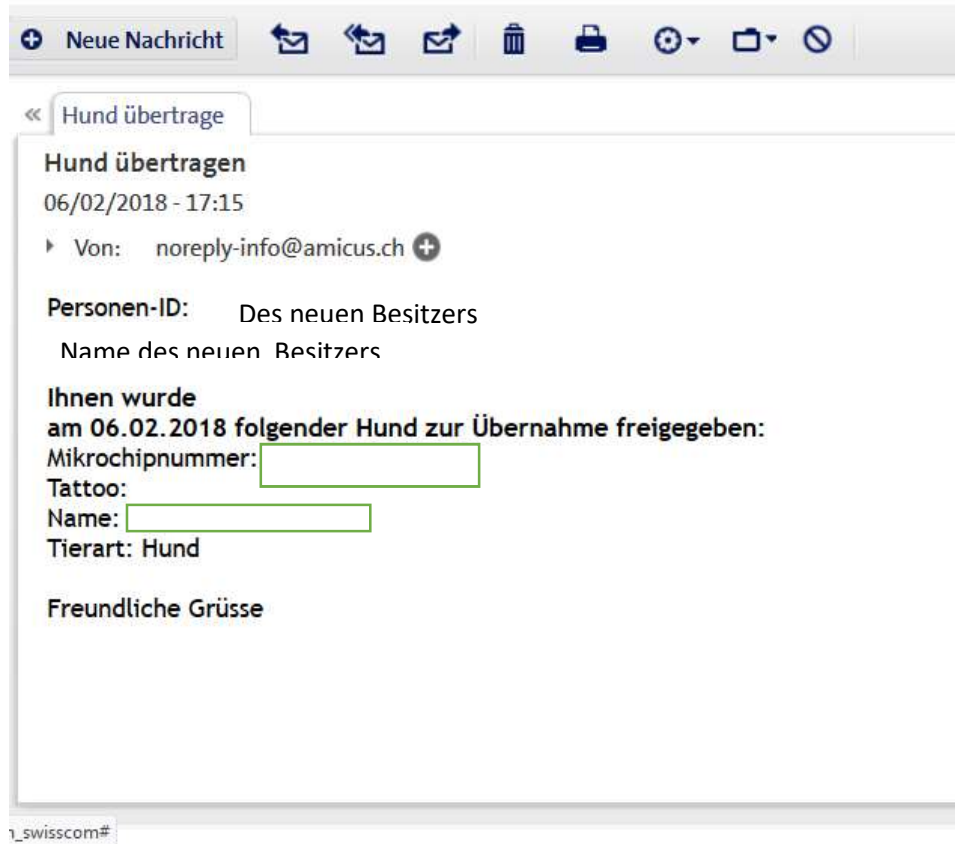 Neue Nachricht
Hund übertrage
Hund übertragen
06/02/2018 - 17:15
Von: noreply-info@amicus.ch
Personen-ID: Des neuen Besitzers
Name des neuen Besitzers
Ihnen wurde
am 06.02.2018 folgender Hund zur Übernahme freigegeben:
Mikrochipnummer:
Tattoo:
Name:
Tierart: Hund
Freundliche Grüsse
_swisscom#